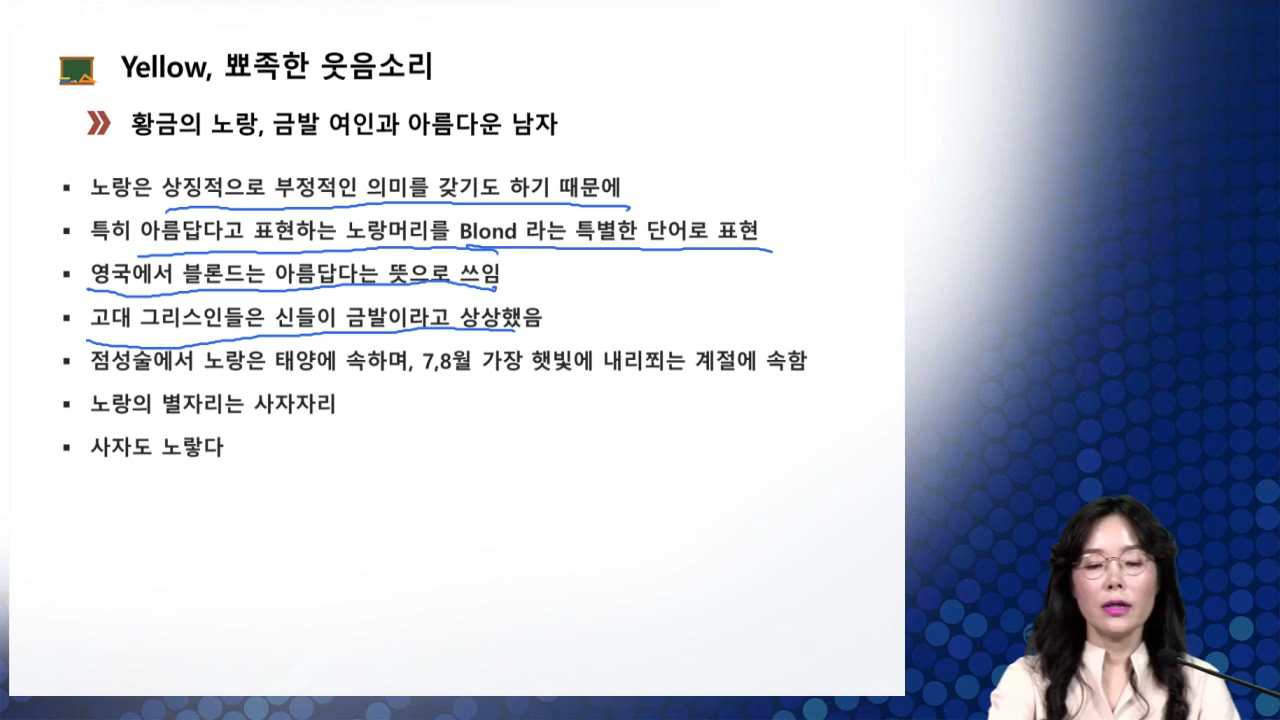 Yellow, 뾰족한 웃음소리
황금의 노랑, 금발 여인과 아름다운 남자
노랑은 상징적으로 부정적인 의미를 갖기도 하기 때문에
특히 아름답다고 표현하는 노랑머리를 Blond 라는 특별한 단어로 표현
영국에서 블론드는 아름답다는 뜻으로 쓰임
고대 그리스인들은 신들이 금발이라고 상상했음
점성술에서 노랑은 태양에 속하며, 7,8월 가장 햇빛에 내리쬐는 계절에 속함
노랑의 별자리는 사자자리
사자도 노랗다